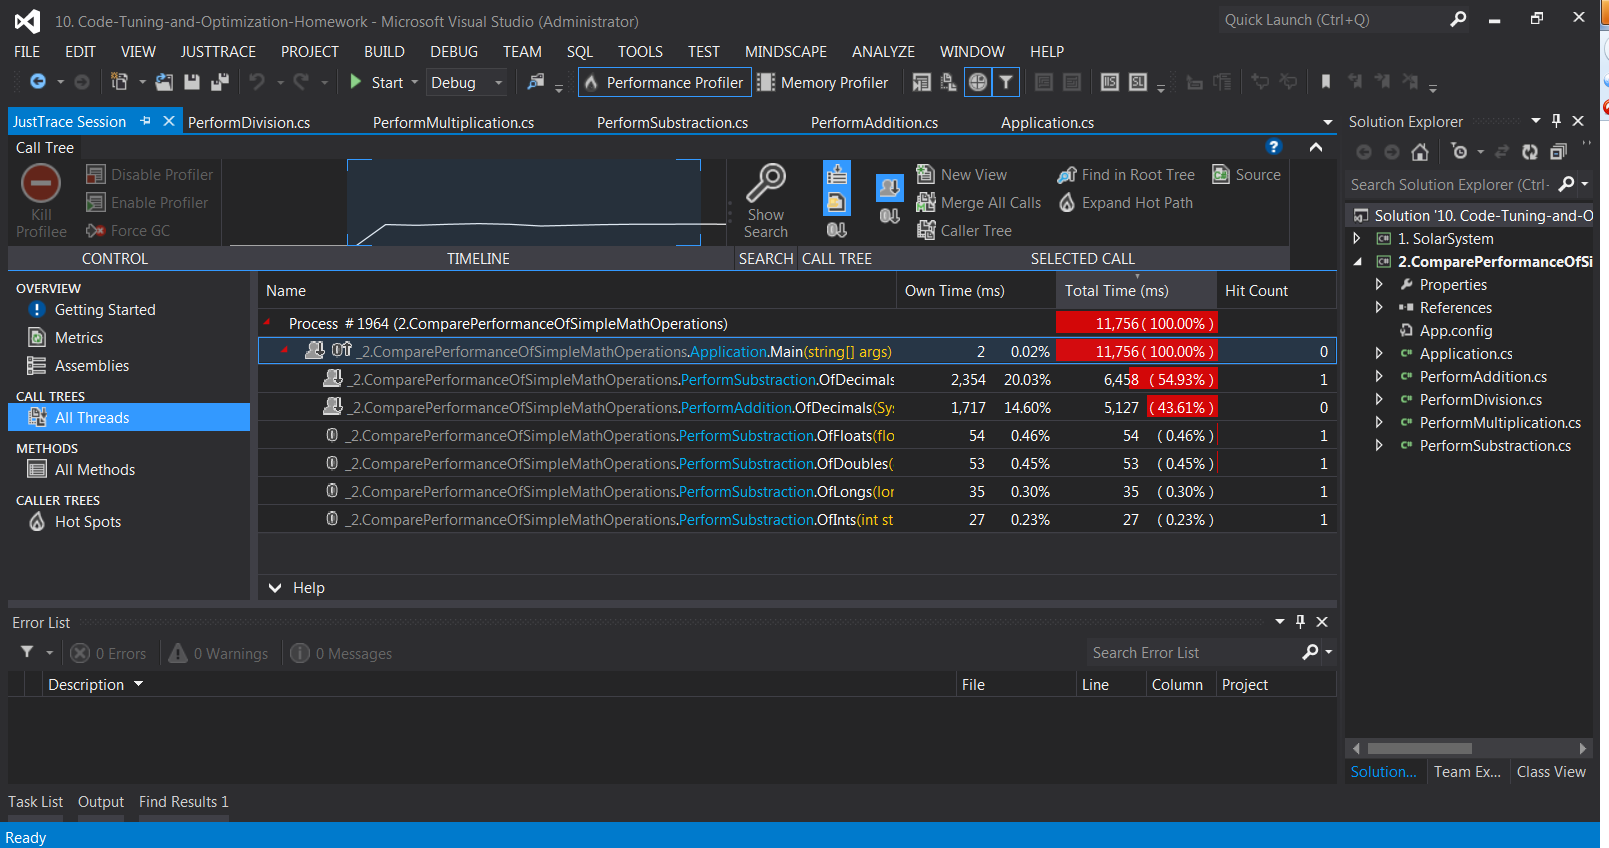 10. Code-Tuning-and-Optimization-Homework - Microsoft Visual Studio (Administrator)
Quick Launch (Ctrl+Q)
FILE EDIT VIEW JUSTTRACE PROJECT BUILD DEBUG TEAM SQL TOOLS TEST MINDSCAPE ANALYZE WINDOW HELP
Start Debug Performance Profiler Memory Profiler
JustTrace Session PerformDivision.cs PerformMultiplication.cs PerformSubstraction.cs PerformAddition.cs Application.cs
Call Tree
Kill Profilee
Disable Profiler
Enable Profiler
Force GC
Show Search
New View
Merge All Calls
Caller Tree
Find in Root Tree
Expand Hot Path
Source
CONTROL TIMELINE SEARCH CALL TREE SELECTED CALL
OVERVIEW
Getting Started
Metrics
Assemblies
CALL TREES
All Threads
METHODS
All Methods
CALLER TREES
Hot Spots
Name Own Time (ms) Total Time (ms) Hit Count
Process # 1964 (2.ComparePerformanceOfSimpleMathOperations) 11,756 ( 100.00% )
_2.ComparePerformanceOfSimpleMathOperations.Application.Main(string[] args) 2 0.02% 11,756 ( 100.00% ) 0
_2.ComparePerformanceOfSimpleMathOperations.PerformSubstraction.OfDecimals 2,354 20.03% 6,458 ( 54.93% ) 1
_2.ComparePerformanceOfSimpleMathOperations.PerformAddition.OfDecimals(Sy 1,717 14.60% 5,127 ( 43.61% ) 0
_2.ComparePerformanceOfSimpleMathOperations.PerformSubstraction.OfFloats(flo 54 0.46% 54 ( 0.46% ) 1
_2.ComparePerformanceOfSimpleMathOperations.PerformSubstraction.OfDoubles( 53 0.45% 53 ( 0.45% ) 1
_2.ComparePerformanceOfSimpleMathOperations.PerformSubstraction.OfLongs(lor 35 0.30% 35 ( 0.30% ) 1
_2.ComparePerformanceOfSimpleMathOperations.PerformSubstraction.OfInts(int st 27 0.23% 27 ( 0.23% ) 1
Help
Error List
0 Errors 0 Warnings 0 Messages
Search Error List
Description File Line Column Project
Solution Explorer
Search Solution Explorer (Ctrl-
Solution '10. Code-Tuning-and-O
1. SolarSystem
2.ComparePerformanceOfSi
Properties
References
App.config
Application.cs
PerformAddition.cs
PerformDivision.cs
PerformMultiplication.cs
PerformSubstraction.cs
Solution... Team Ex... Class View
Task List Output Find Results 1
Ready